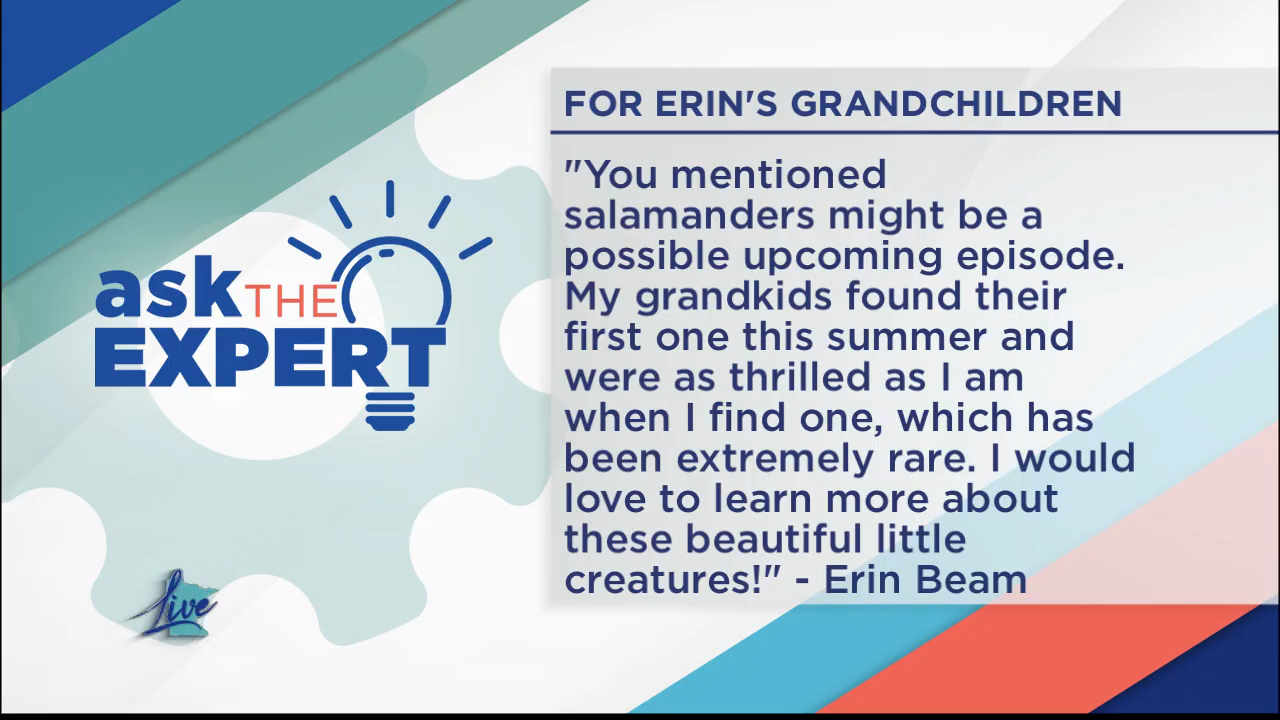 FOR ERIN'S GRANDCHILDREN
"You mentioned
salamanders might be a
possible upcoming episode.
My grandkids found their
first one this summer and
were as thrilled as I am
when I find one, which has
been extremely rare. I would
love to learn more about
these beautiful little
creatures!" - Erin Beam
ask THE
EXPERT
Live